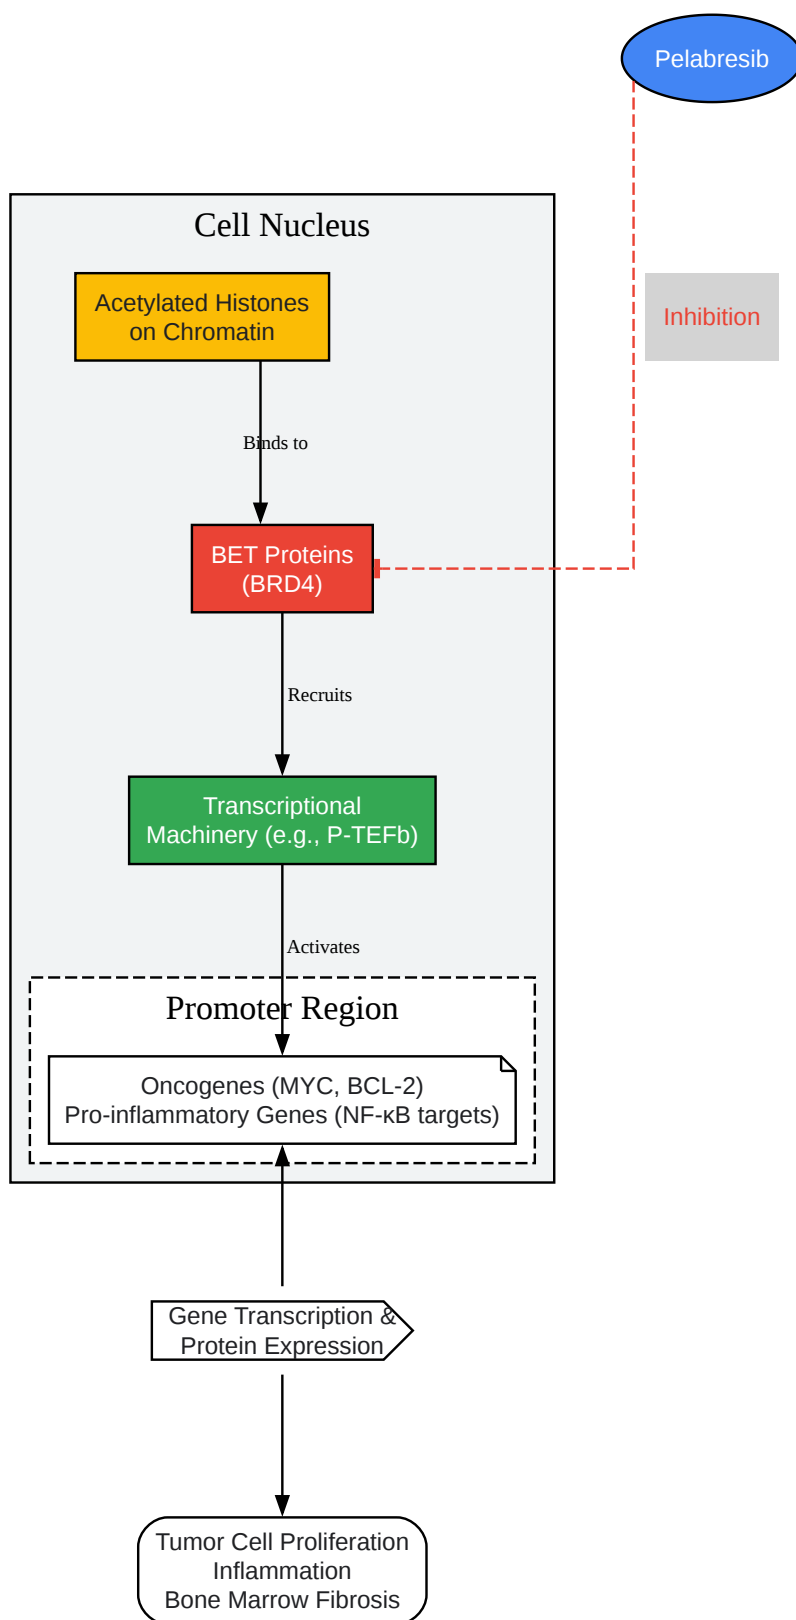 Pelabresib
Cell Nucleus
Acetylated Histones
on Chromatin
Inhibition
Binds to
BET Proteins
(BRD4)
Recruits
Transcriptional
Machinery (e.g., P-TEFb)
Activates
Promoter Region
Oncogenes (MYC, BCL-2)
Pro-inflammatory Genes (NF-κB targets)
Gene Transcription &
Protein Expression
Tumor Cell Proliferation
Inflammation
Bone Marrow Fibrosis